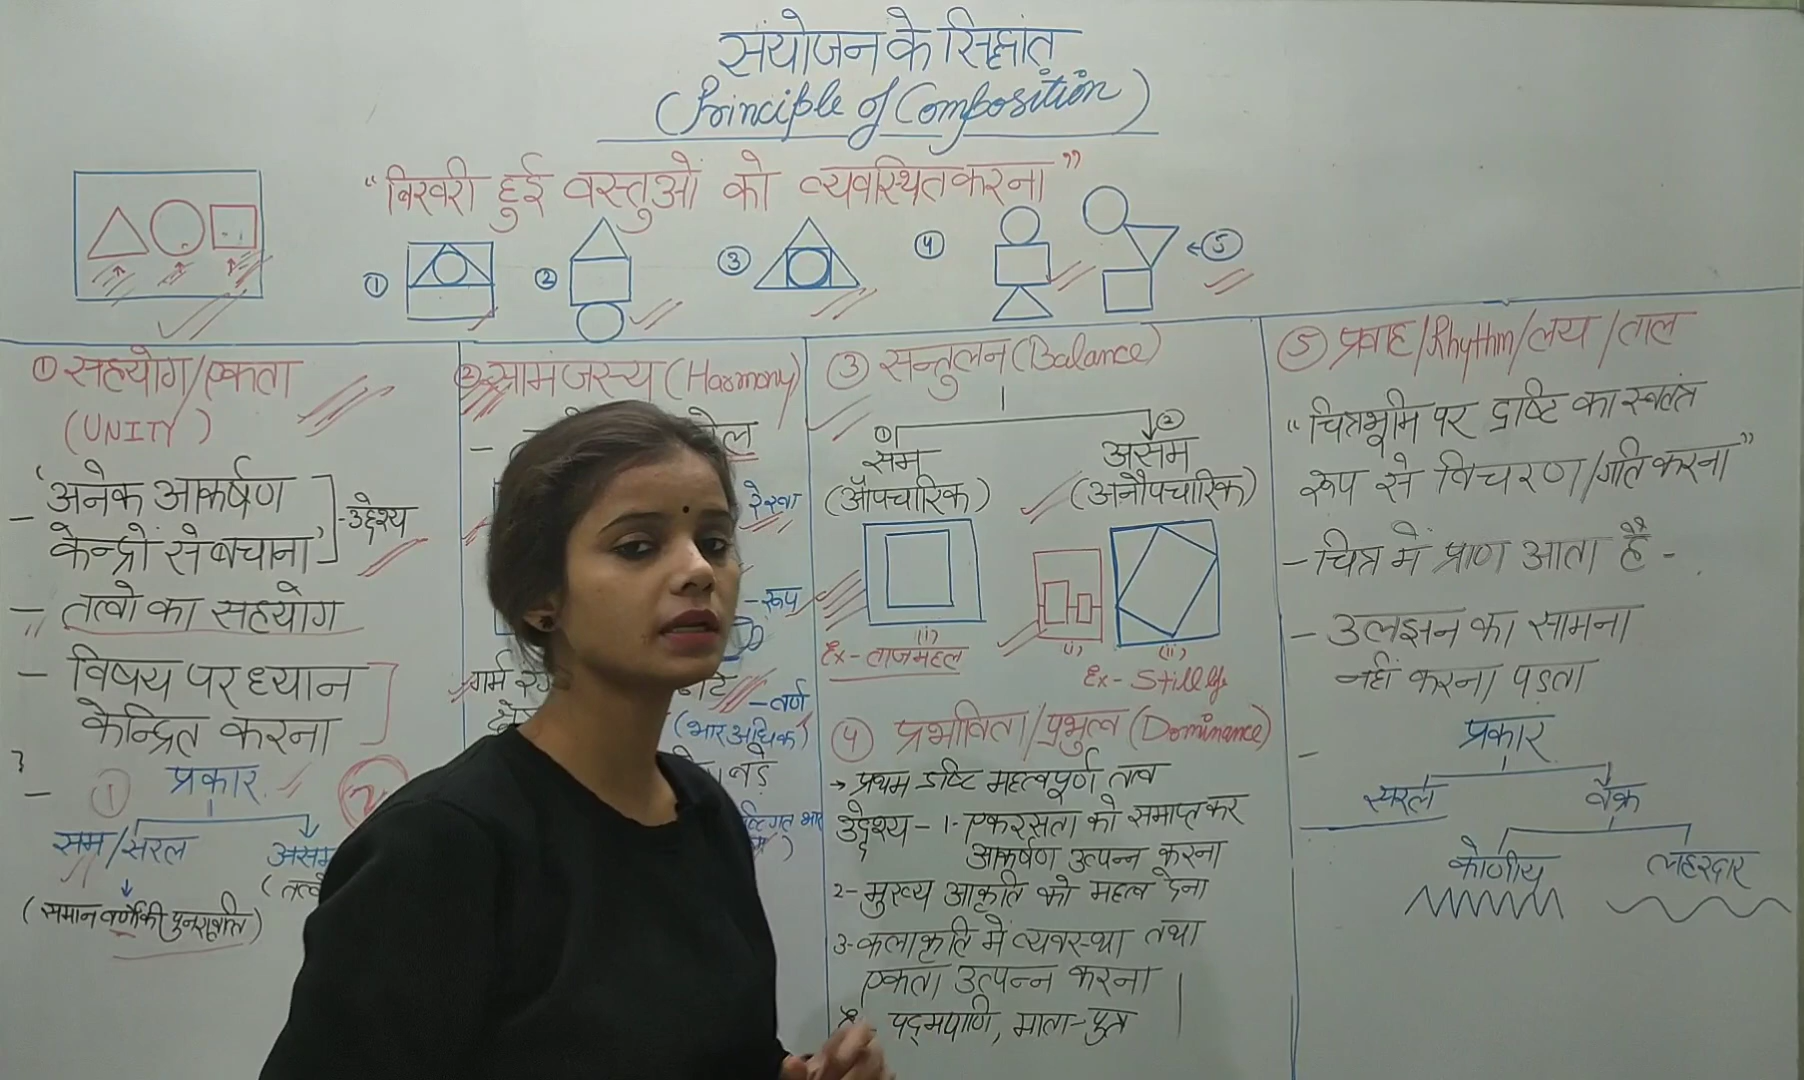 संयोजन के सिद्धांत
(Principle of Composition)
"बिखरी हुई वस्तुओं को व्यवस्थित करना"
①
②
③
④
⑤
① सहयोग/एकता
(UNITY)
- 'अनेक आकर्षण
केन्द्रों से बचाना'
-उद्देश्य
- तत्वो का सहयोग
- विषय पर ध्यान
केन्द्रित करना
- ① प्रकार
सम/सरल
(समान वर्णो की पुनरावृत्ति)
② सामंजस्य (Harmony)
रेखा
-रूप
गर्म
-वर्ण
(भार अधिक)
③ सन्तुलन (Balance)
① सम
(औपचारिक)
Ex- ताजमहल
② असम
(अनौपचारिक)
(i)
(ii)
Ex- Still life
④ प्रभाविता/प्रभुत्व (Dominance)
→ प्रथम दृष्टि महत्वपूर्ण तत्व
उद्देश्य - 1- एकरसता को समाप्त कर
आकर्षण उत्पन्न करना
2- मुख्य आकृति को महत्व देना
3- कलाकृति में व्यवस्था तथा
एकता उत्पन्न करना
पद्मपाणि, माता-पुत्र
⑤ प्रवाह/Rhythm/लय/ताल
"चित्रभूमि पर दृष्टि का स्वतंत्र
रूप से विचरण/गति करना"
- चित्र में प्राण आता है -
- उलझन का सामना
नहीं करना पड़ता
- प्रकार
सरल
वक्र
कोणीय
लहरदार